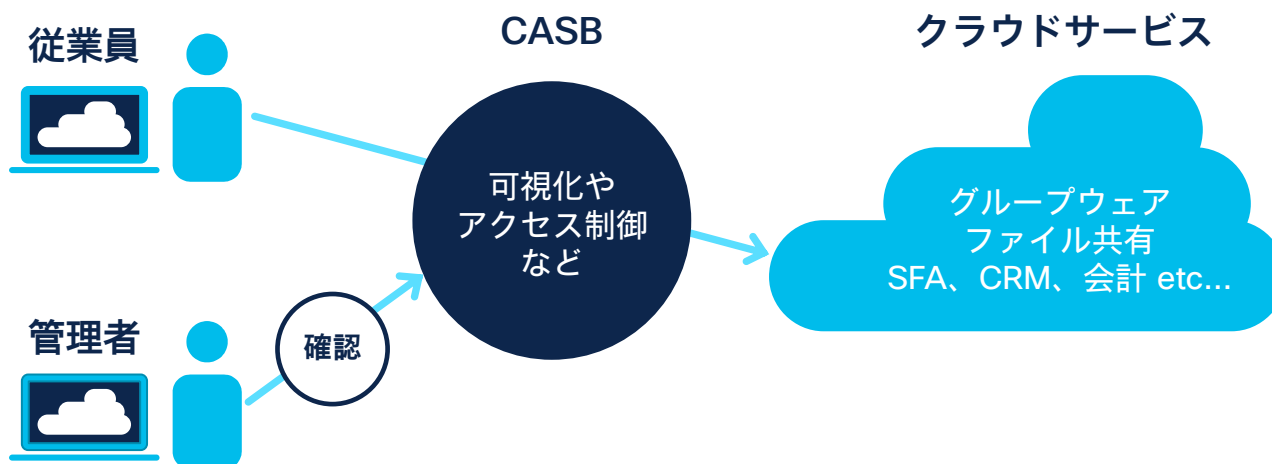 従業員
CASB
クラウドサービス
可視化や
アクセス制御
など
グループウェア
ファイル共有
SFA、CRM、会計 etc...
管理者
確認